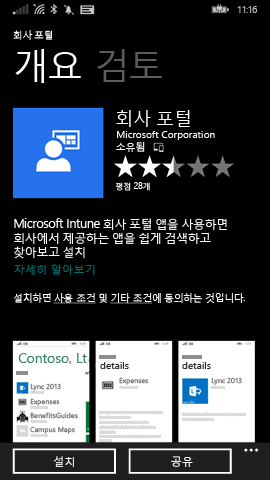 11:16
회사 포털
개요 검토
회사 포털
Microsoft Corporation
소유됨
평점 28개
Microsoft Intune 회사 포털 앱을 사용하면
회사에서 제공하는 앱을 쉽게 검색하고
찾아보고 설치
자세히 알아보기
설치하면 사용 조건 및 기타 조건에 동의하는 것입니다.
Contoso, Lt
Lync 2013
Expenses
BenefitsGuides
Campus Maps
details
Expenses
details
Lync 2013
설치
공유